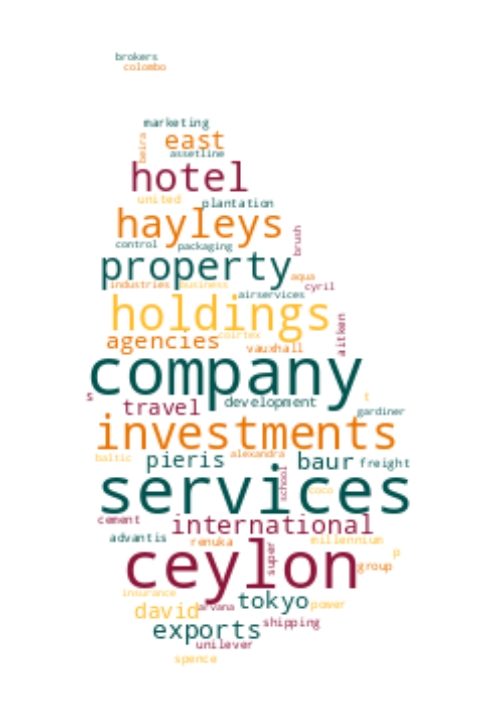 brokers
colombo
marketing
beira
east
assetline
hotel
united
plantation
hayleys
brush
control
packaging
property
aqua
industries
business
cyril
airservices
holdings
aitken
agencies
coirtex
vauxhall
company
s
t
travel
development
gardiner
investments
baltic
alexandra
pieris
baur
freight
school
services
coco
cement
international
advantis
renuka
super
millennium
p
ceylon
group
insurance
david
arvana
tokyo
power
exports
shipping
unilever
spence